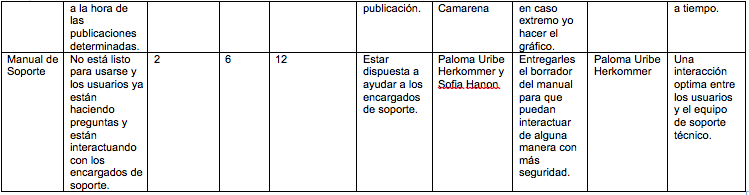 a la hora de
las
publicaciones
determinadas.
publicación.
Camarena
en caso
extremo yo
hacer el
gráfico.
a tiempo.
Manual de
Soporte
No está listo
para usarse y
los usuarios ya
están
haciendo
preguntas y
están
interactuando
con los
encargados de
soporte.
2
6
12
Estar
dispuesta a
ayudar a los
encargados
de soporte.
Paloma Uribe
Herkommer y
Sofia Hanon
Entregarles
el borrador
del manual
para que
puedan
interactuar
de alguna
manera con
más
seguridad.
Paloma Uribe
Herkommer
Una
interacción
optima entre
los usuarios
y el equipo
de soporte
técnico.